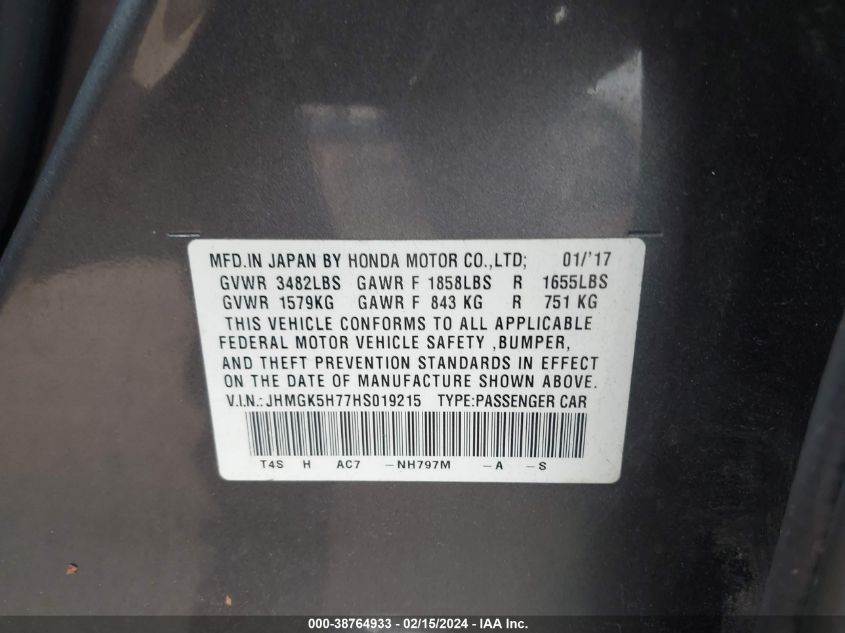 MFD.IN JAPAN BY HONDA MOTOR CO.,LTD; 01/'17
GVWR 3482LBS GAWR F 1858LBS R 1655LBS
GVWR 1579KG GAWR F 843 KG R 751 KG
THIS VEHICLE CONFORMS TO ALL APPLICABLE
FEDERAL MOTOR VEHICLE SAFETY ,BUMPER,
AND THEFT PREVENTION STANDARDS IN EFFECT
ON THE DATE OF MANUFACTURE SHOWN ABOVE.
V.I.N.:JHMGK5H77HS019215 TYPE:PASSENGER CAR
T4S H AC7 -NH797M -A -S
000-38764933 - 02/15/2024 - IAA Inc.